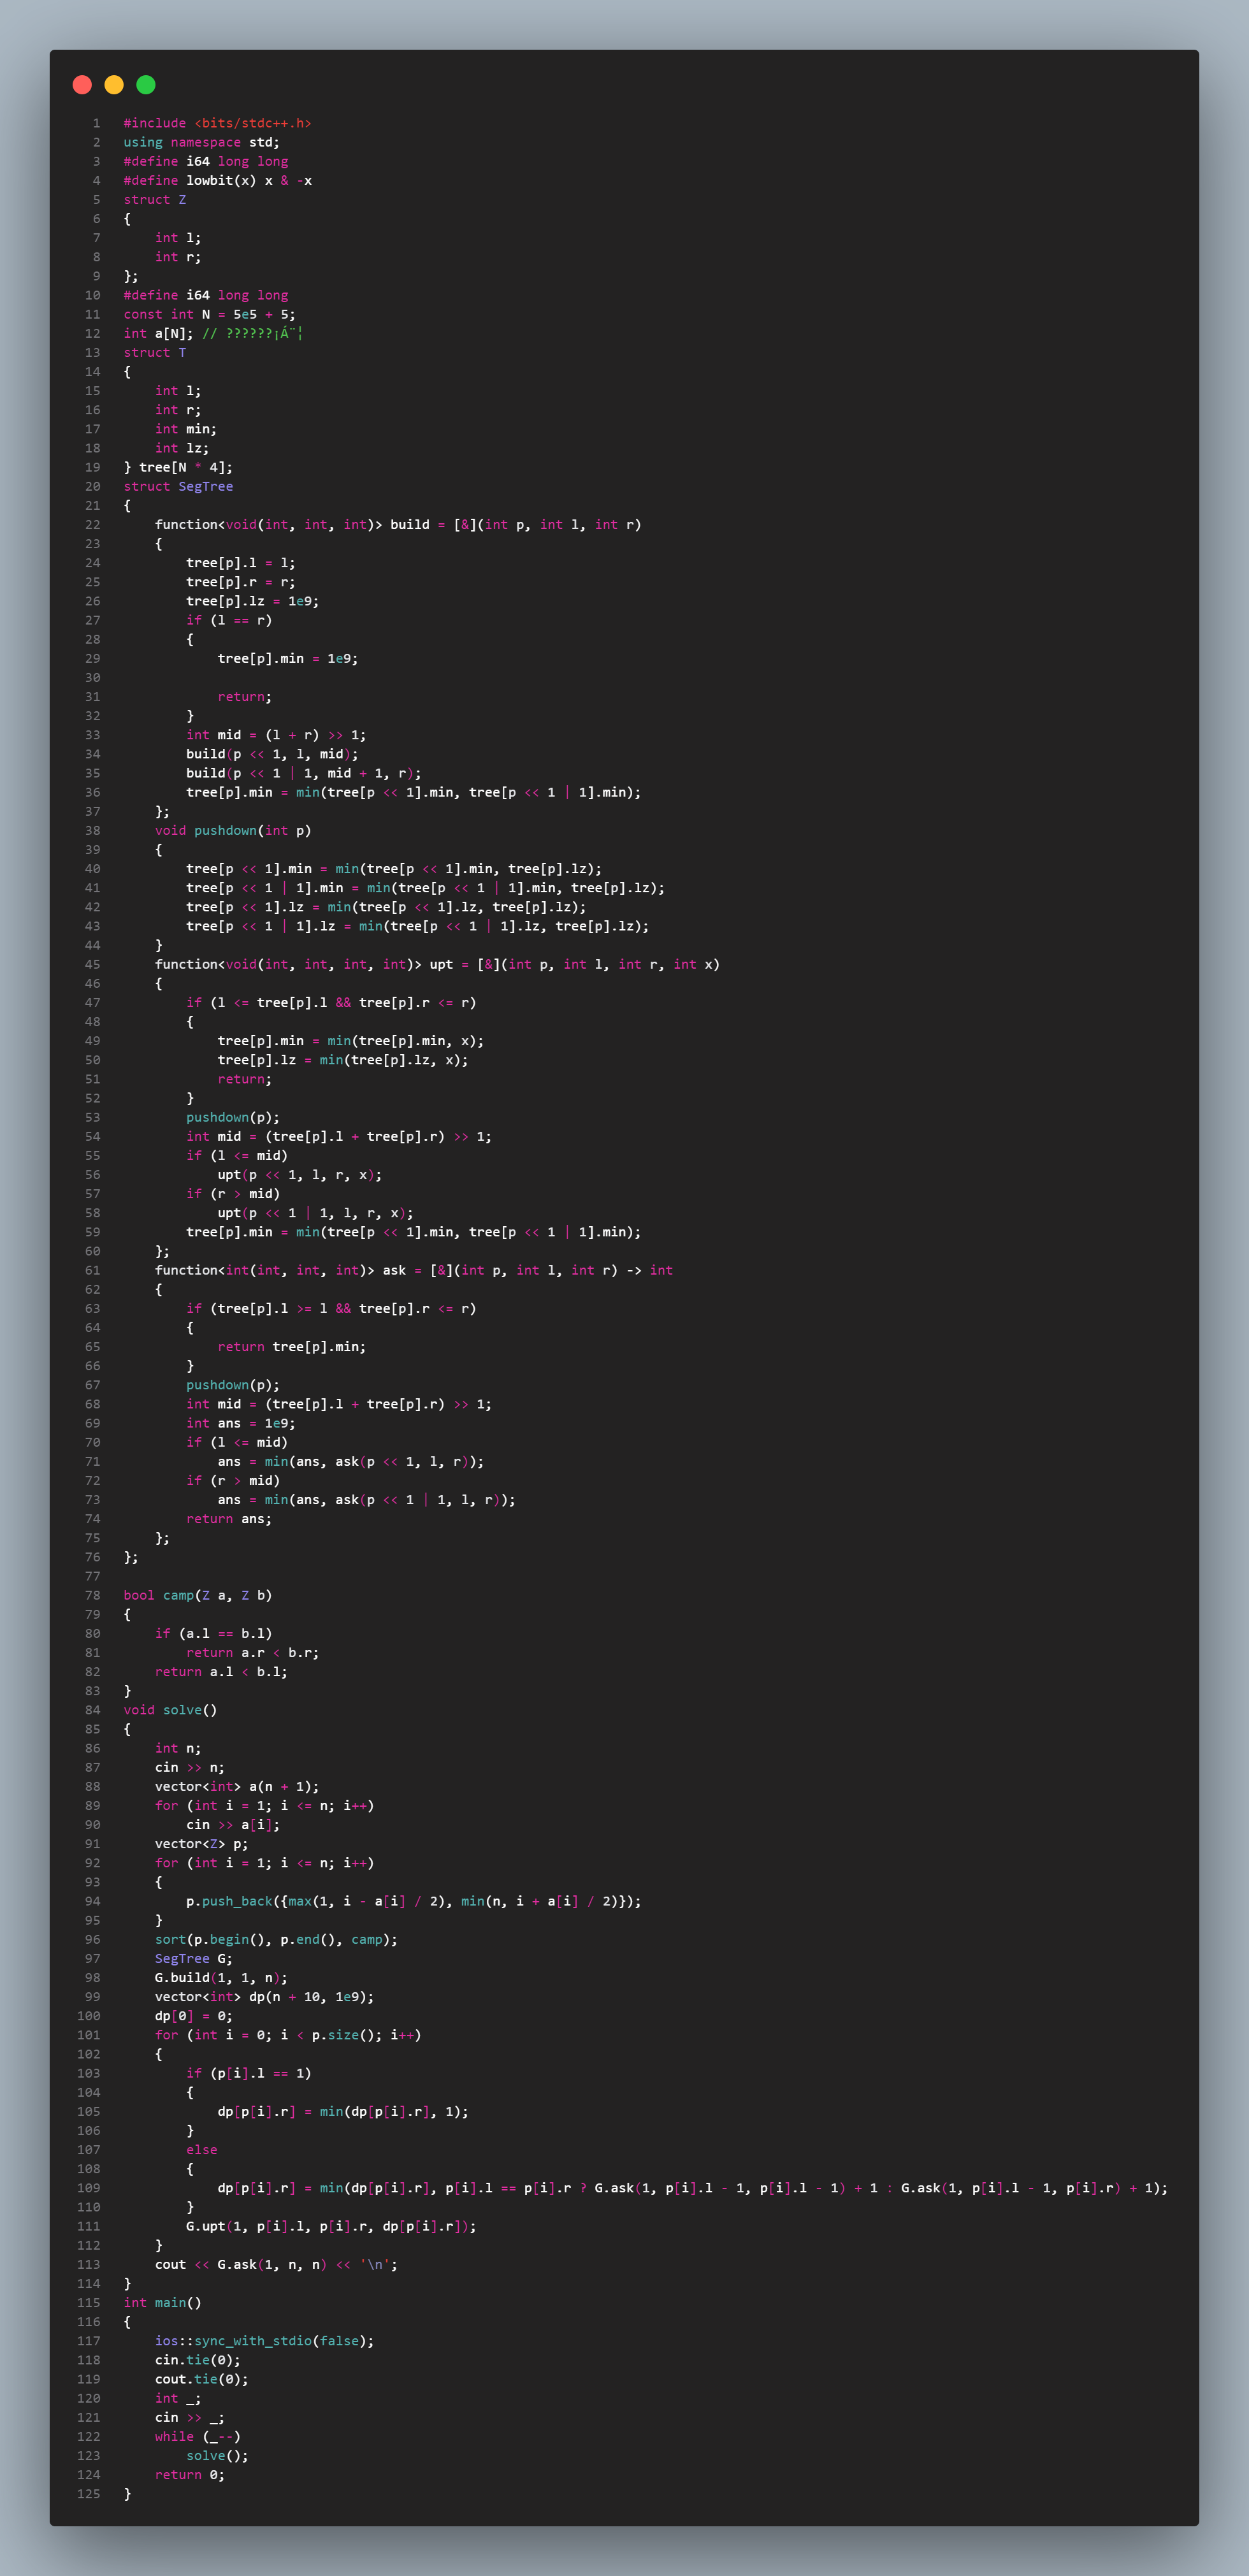 1 #include <bits/stdc++.h>
2 using namespace std;
3 #define i64 long long
4 #define lowbit(x) x & -x
5 struct Z
6 {
7     int l;
8     int r;
9 };
10 #define i64 long long
11 const int N = 5e5 + 5;
12 int a[N]; // ??????¡Á¨¦
13 struct T
14 {
15     int l;
16     int r;
17     int min;
18     int lz;
19 } tree[N * 4];
20 struct SegTree
21 {
22     function<void(int, int, int)> build = [&](int p, int l, int r)
23     {
24         tree[p].l = l;
25         tree[p].r = r;
26         tree[p].lz = 1e9;
27         if (l == r)
28         {
29             tree[p].min = 1e9;
30
31             return;
32         }
33         int mid = (l + r) >> 1;
34         build(p << 1, l, mid);
35         build(p << 1 | 1, mid + 1, r);
36         tree[p].min = min(tree[p << 1].min, tree[p << 1 | 1].min);
37     };
38     void pushdown(int p)
39     {
40         tree[p << 1].min = min(tree[p << 1].min, tree[p].lz);
41         tree[p << 1 | 1].min = min(tree[p << 1 | 1].min, tree[p].lz);
42         tree[p << 1].lz = min(tree[p << 1].lz, tree[p].lz);
43         tree[p << 1 | 1].lz = min(tree[p << 1 | 1].lz, tree[p].lz);
44     }
45     function<void(int, int, int, int)> upt = [&](int p, int l, int r, int x)
46     {
47         if (l <= tree[p].l && tree[p].r <= r)
48         {
49             tree[p].min = min(tree[p].min, x);
50             tree[p].lz = min(tree[p].lz, x);
51             return;
52         }
53         pushdown(p);
54         int mid = (tree[p].l + tree[p].r) >> 1;
55         if (l <= mid)
56             upt(p << 1, l, r, x);
57         if (r > mid)
58             upt(p << 1 | 1, l, r, x);
59         tree[p].min = min(tree[p << 1].min, tree[p << 1 | 1].min);
60     };
61     function<int(int, int, int)> ask = [&](int p, int l, int r) -> int
62     {
63         if (tree[p].l >= l && tree[p].r <= r)
64         {
65             return tree[p].min;
66         }
67         pushdown(p);
68         int mid = (tree[p].l + tree[p].r) >> 1;
69         int ans = 1e9;
70         if (l <= mid)
71             ans = min(ans, ask(p << 1, l, r));
72         if (r > mid)
73             ans = min(ans, ask(p << 1 | 1, l, r));
74         return ans;
75     };
76 };
77
78 bool camp(Z a, Z b)
79 {
80     if (a.l == b.l)
81         return a.r < b.r;
82     return a.l < b.l;
83 }
84 void solve()
85 {
86     int n;
87     cin >> n;
88     vector<int> a(n + 1);
89     for (int i = 1; i <= n; i++)
90         cin >> a[i];
91     vector<Z> p;
92     for (int i = 1; i <= n; i++)
93     {
94         p.push_back({max(1, i - a[i] / 2), min(n, i + a[i] / 2)});
95     }
96     sort(p.begin(), p.end(), camp);
97     SegTree G;
98     G.build(1, 1, n);
99     vector<int> dp(n + 10, 1e9);
100     dp[0] = 0;
101     for (int i = 0; i < p.size(); i++)
102     {
103         if (p[i].l == 1)
104         {
105             dp[p[i].r] = min(dp[p[i].r], 1);
106         }
107         else
108         {
109             dp[p[i].r] = min(dp[p[i].r], p[i].l == p[i].r ? G.ask(1, p[i].l - 1, p[i].l - 1) + 1 : G.ask(1, p[i].l - 1, p[i].r) + 1);
110         }
111         G.upt(1, p[i].l, p[i].r, dp[p[i].r]);
112     }
113     cout << G.ask(1, n, n) << '\n';
114 }
115 int main()
116 {
117     ios::sync_with_stdio(false);
118     cin.tie(0);
119     cout.tie(0);
120     int _;
121     cin >> _;
122     while (_--)
123         solve();
124     return 0;
125 }